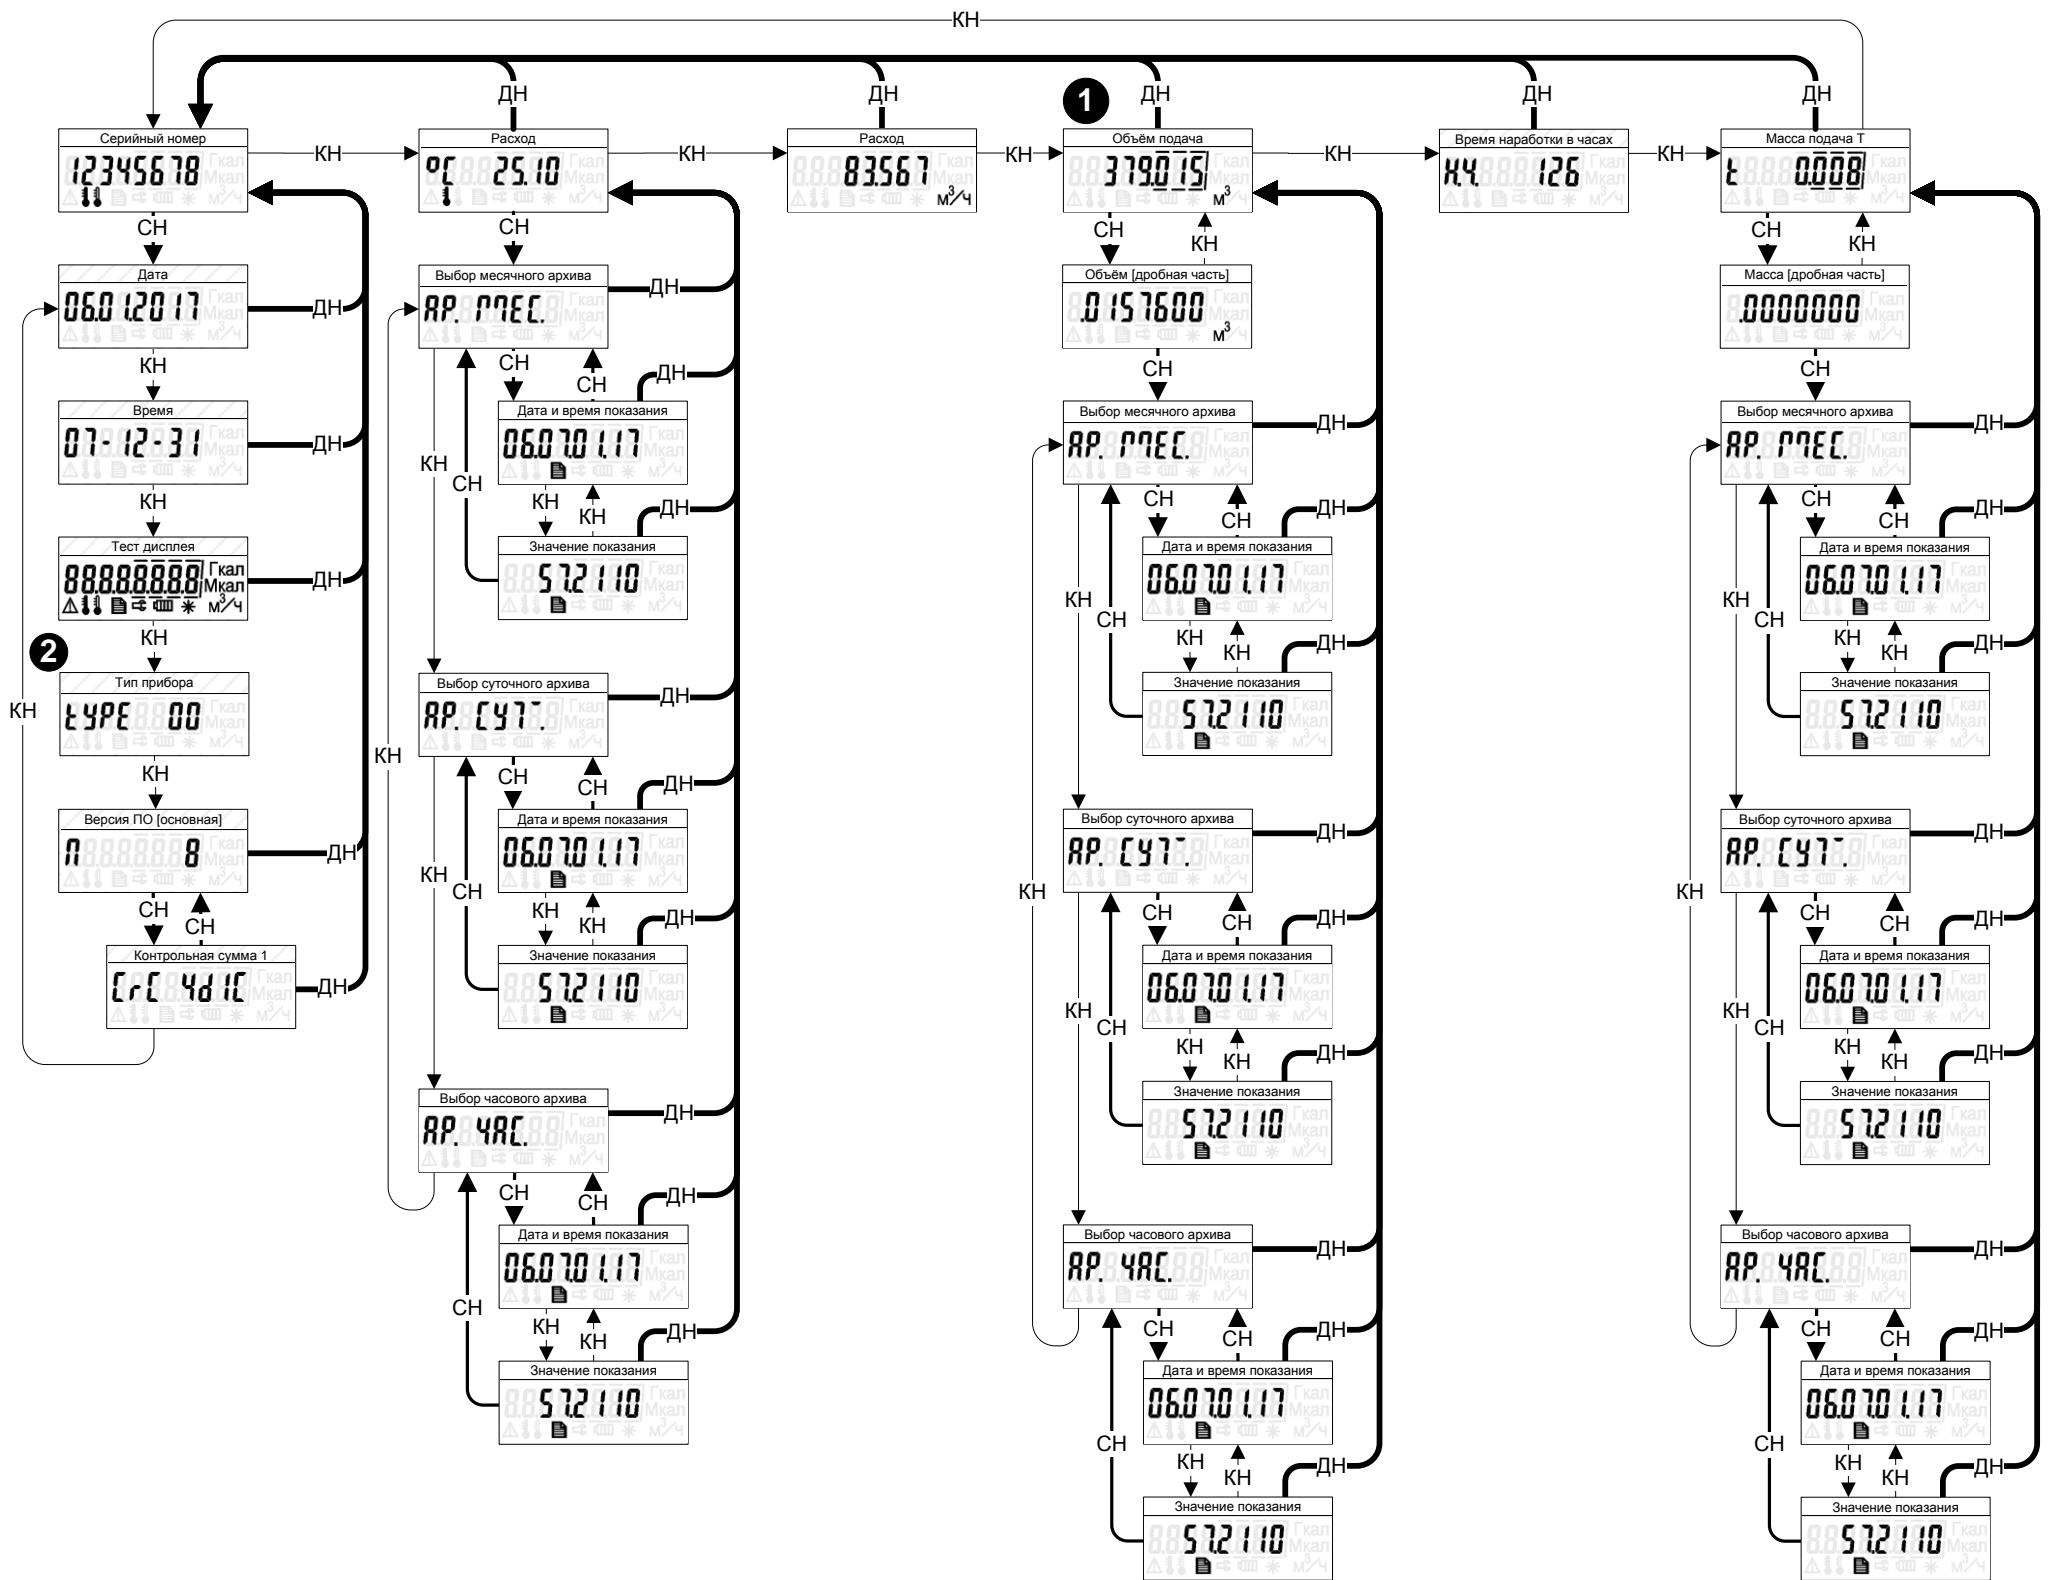 КН
ДН ДН 1 ДН ДН ДН
Серийный номер
12345678
КН
Расход
°C 25.10
КН
Расход
83.567
м³/ч
КН
Объём подача
379.015
м³
КН
Время наработки в часах
Н.Ч. 126
КН
Масса подача Т
t 0.008
СН
Дата
06.01.2017
ДН
КН
Время
07-12-31
ДН
КН
Тест дисплея
8.8.8.8.8.8.8.8 Гкал
Мкал
м³/ч
ДН
КН
2
Тип прибора
tYPE 00
КН
КН
Версия ПО [основная]
П 8
ДН
СН СН
Контрольная сумма 1
CrC 4d1C
ДН
СН
Выбор месячного архива
АР. МЕС.
ДН
СН СН ДН
Дата и время показания
06.07.01.17
КН
СН
КН КН ДН
Значение показания
57.2110
Выбор суточного архива
АР. СУТ.
ДН
КН
СН СН ДН
Дата и время показания
06.07.01.17
КН
СН
КН КН ДН
Значение показания
57.2110
Выбор часового архива
АР. ЧАС.
ДН
СН СН ДН
Дата и время показания
06.07.01.17
СН
КН КН ДН
Значение показания
57.2110
СН КН
Объём [дробная часть]
.0157600
м³
СН
Выбор месячного архива
АР. МЕС.
ДН
СН СН ДН
Дата и время показания
06.07.01.17
КН
СН
КН КН ДН
Значение показания
57.2110
Выбор суточного архива
АР. СУТ.
ДН
КН
СН СН ДН
Дата и время показания
06.07.01.17
КН
СН
КН КН ДН
Значение показания
57.2110
Выбор часового архива
АР. ЧАС.
ДН
СН СН ДН
Дата и время показания
06.07.01.17
СН
КН КН ДН
Значение показания
57.2110
СН КН
Масса [дробная часть]
.0000000
СН
Выбор месячного архива
АР. МЕС.
ДН
СН СН ДН
Дата и время показания
06.07.01.17
КН
СН
КН КН ДН
Значение показания
57.2110
Выбор суточного архива
АР. СУТ.
ДН
КН
СН СН ДН
Дата и время показания
06.07.01.17
КН
СН
КН КН ДН
Значение показания
57.2110
Выбор часового архива
АР. ЧАС.
ДН
СН СН ДН
Дата и время показания
06.07.01.17
СН
КН КН ДН
Значение показания
57.2110